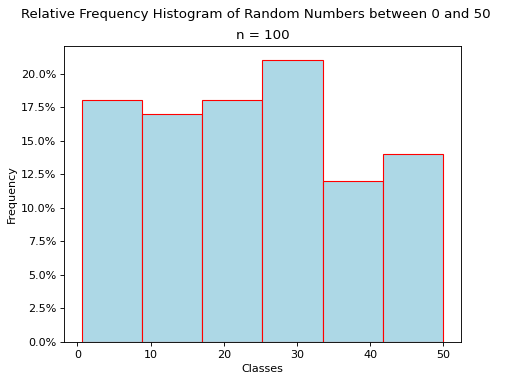 Relative Frequency Histogram of Random Numbers between 0 and 50
n = 100
20.0%
17.5%
15.0%
12.5%
10.0%
7.5%
5.0%
2.5%
0.0%
Frequency
0 10 20 30 40 50
Classes